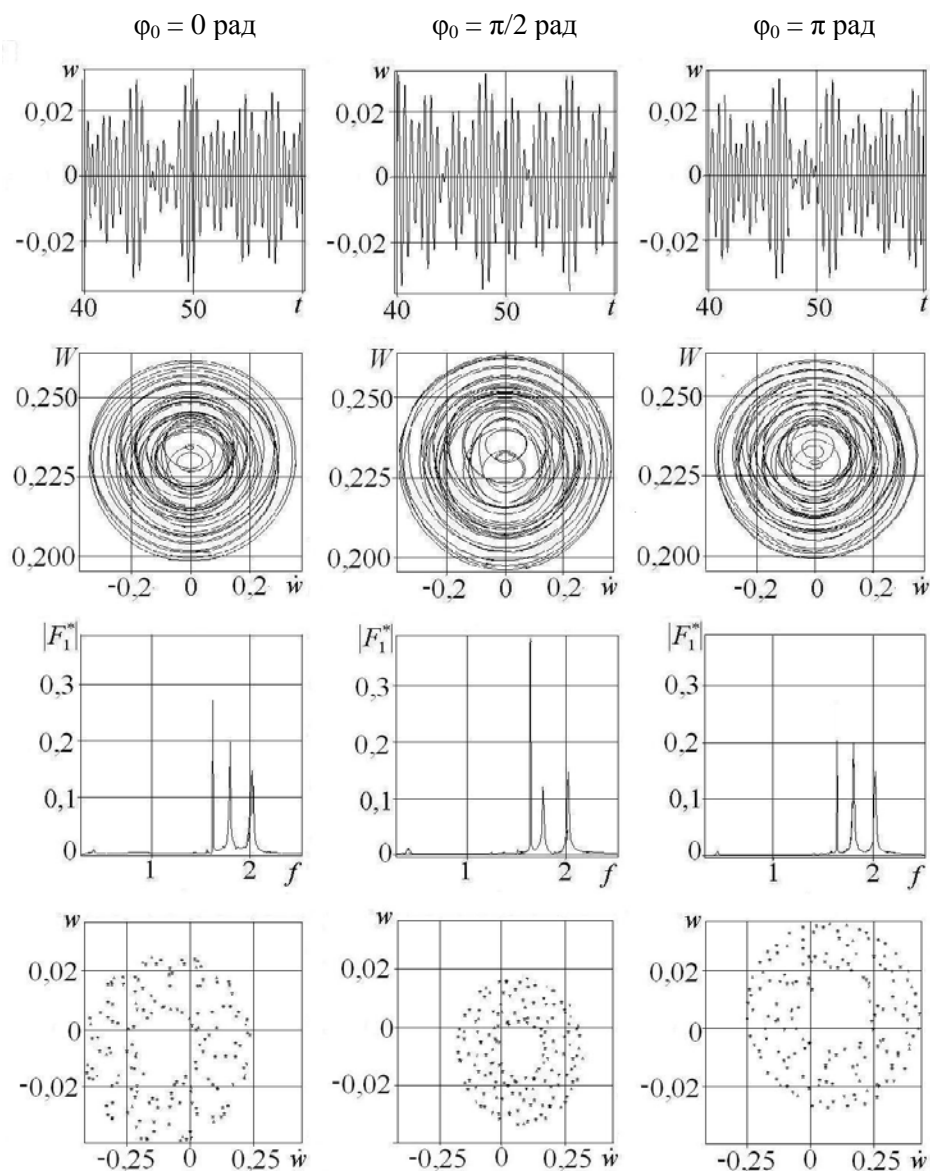 φ₀ = 0 рад φ₀ = π/2 рад φ₀ = π рад
w w w
0,02 0,02 0,02
0 0 0
-0,02 -0,02 -0,02
40 50 t 40 50 t 40 50 t
W W W
0,250 0,250 0,250
0,225 0,225 0,225
0,200 0,200 0,200
-0,2 0 0,2 ẇ -0,2 0 0,2 ẇ -0,2 0 0,2 ẇ
|F₁*| |F₁*| |F₁*|
0,3 0,3 0,3
0,2 0,2 0,2
0,1 0,1 0,1
0 0 0
1 2 f 1 2 f 1 2 f
w w w
0,02 0,02 0,02
0 0 0
-0,02 -0,02 -0,02
-0,25 0 0,25 ẇ -0,25 0 0,25 ẇ -0,25 0 0,25 ẇ